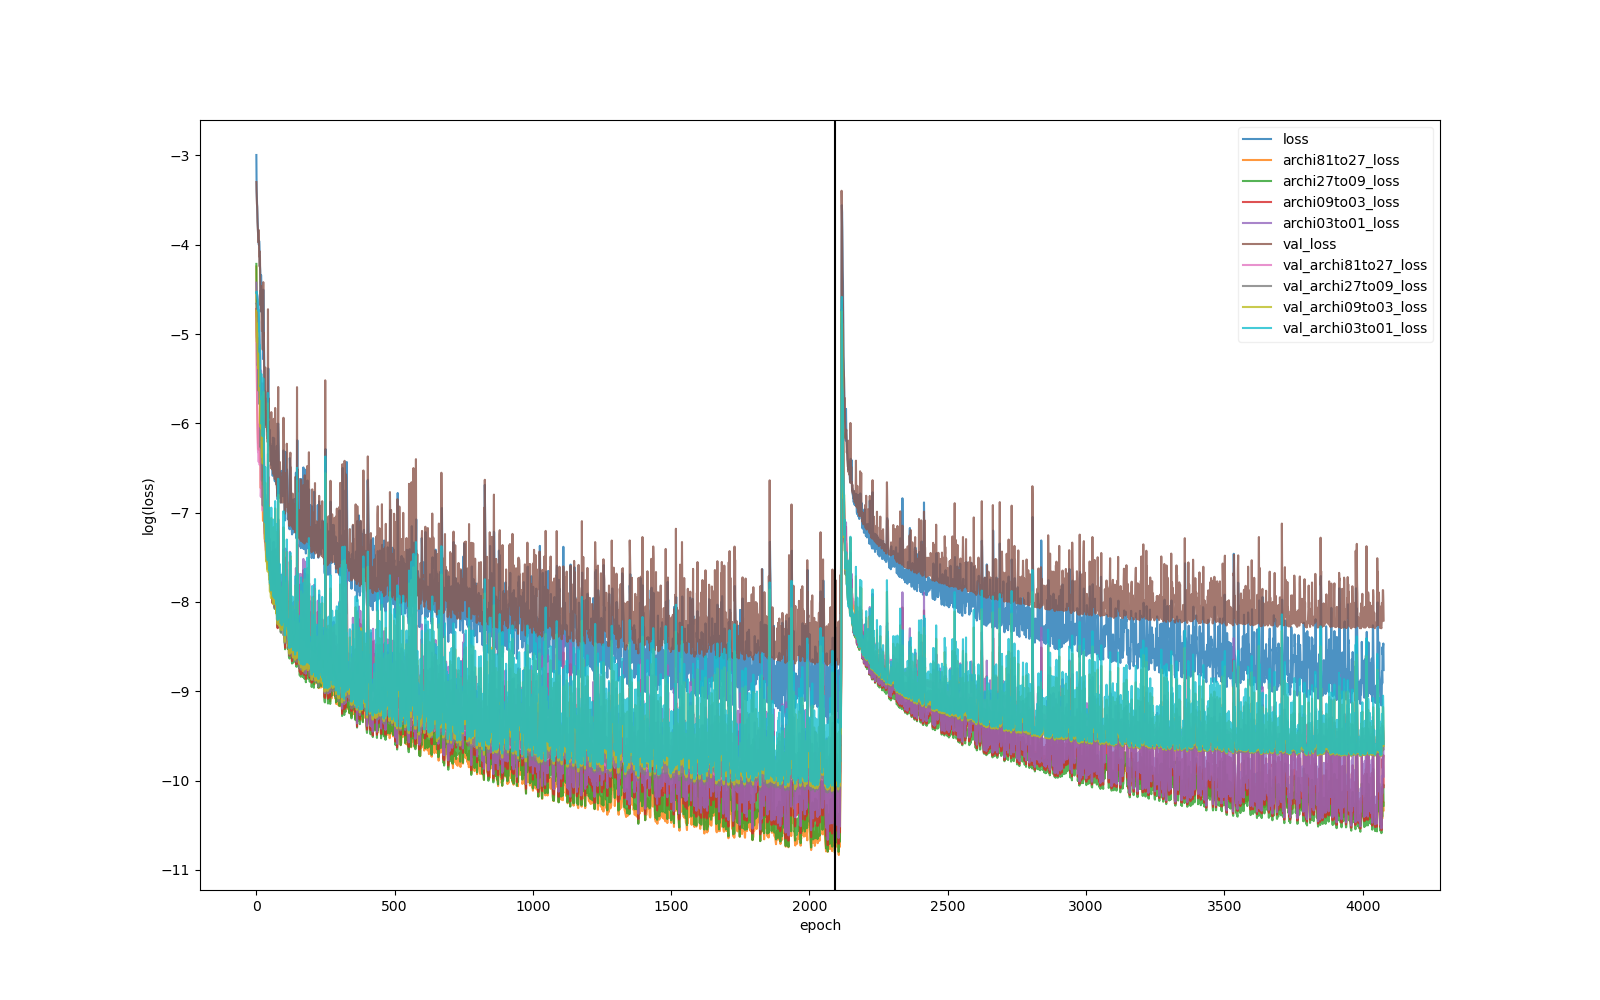 loss
archi81to27_loss
archi27to09_loss
archi09to03_loss
archi03to01_loss
val_loss
val_archi81to27_loss
val_archi27to09_loss
val_archi09to03_loss
val_archi03to01_loss
log(loss)
−3
−4
−5
−6
−7
−8
−9
−10
−11
0 500 1000 1500 2000 2500 3000 3500 4000
epoch